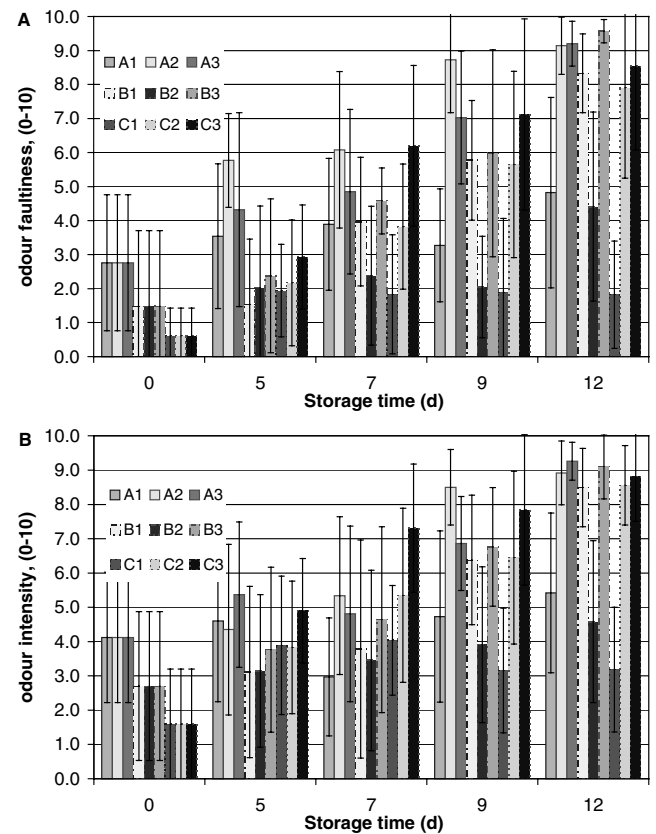 A
odour faultiness, (0-10)
10.0
9.0
8.0
7.0
6.0
5.0
4.0
3.0
2.0
1.0
0.0
A1 A2 A3
B1 B2 B3
C1 C2 C3
0 5 7 9 12
Storage time (d)
B
odour intensity, (0-10)
10.0
9.0
8.0
7.0
6.0
5.0
4.0
3.0
2.0
1.0
0.0
A1 A2 A3
B1 B2 B3
C1 C2 C3
0 5 7 9 12
Storage time (d)